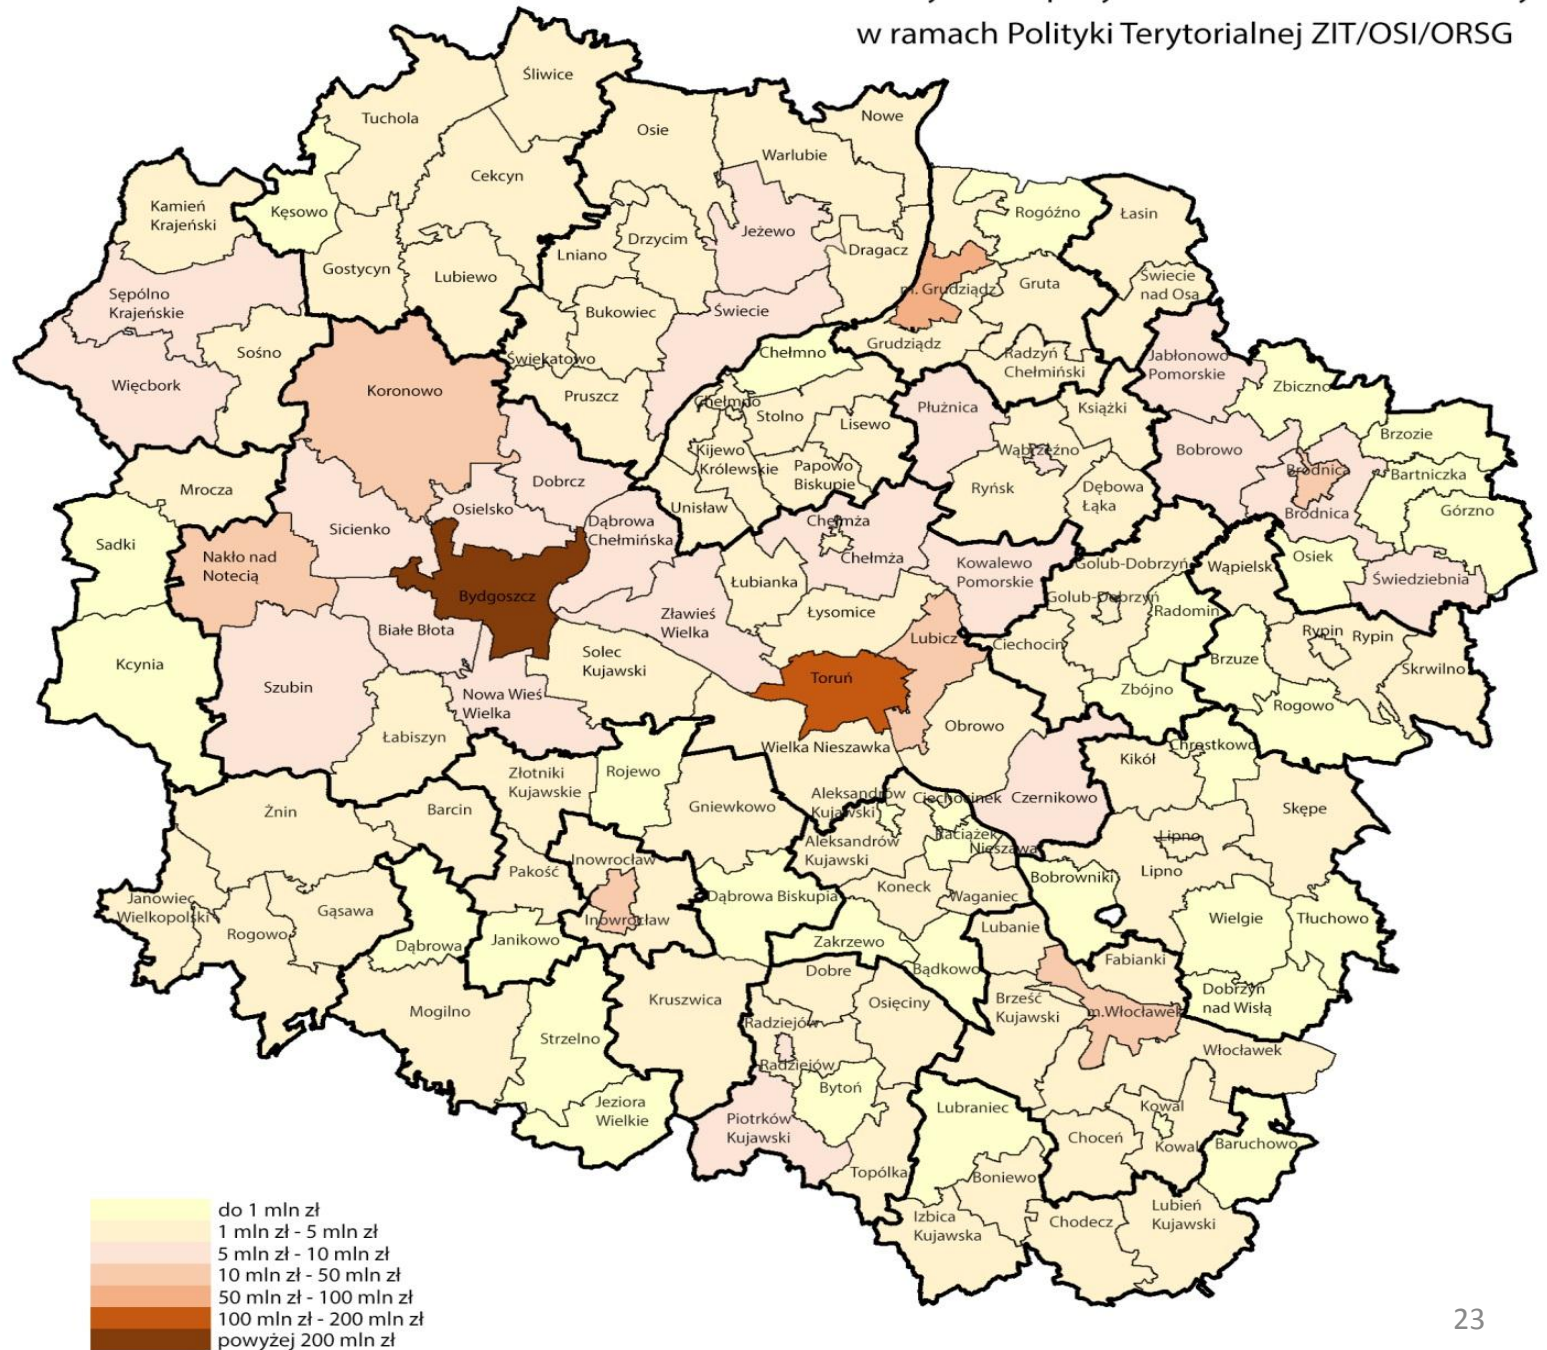 w ramach Polityki Terytorialnej ZIT/OSI/ORSG
Śliwice
Tuchola
Nowe
Osie
Warlubie
Cekcyn
Kamień
Krajeński
Kęsowo
Rogóźno
Łasin
Jeżewo
Drzycim
Dragacz
Lniano
Gostycyn
Lubiewo
Świecie
nad Osą
Gruta
m. Grudziądz
Sępólno
Krajeńskie
Bukowiec
Świecie
Grudziądz
Sośno
Chełmno
Świekatowo
Radzyń
Chełmiński
Jabłonowo
Pomorskie
Więcbork
Koronowo
Pruszcz
Zbiczno
Chełmno
Stolno
Płużnica
Książki
Lisewo
Brzozie
Kijewo
Królewskie
Wąbrzeźno
Bobrowo
Papowo
Biskupie
Brodnica
Bartniczka
Mrocza
Dobrcz
Ryńsk
Dębowa
Łąka
Unisław
Osielsko
Górzno
Brodnica
Dąbrowa
Chełmińska
Chełmża
Sicienko
Sadki
Nakło nad
Notecią
Chełmża
Kowalewo
Pomorskie
Golub-Dobrzyń
Wąpielsk
Osiek
Świedziebnia
Łubianka
Bydgoszcz
Golub-Dobrzyń
Radomin
Łysomice
Zławieś
Wielka
Białe Błota
Lubicz
Ciechocin
Rypin
Rypin
Kcynia
Solec
Kujawski
Brzuze
Skrwilno
Toruń
Szubin
Zbójno
Nowa Wieś
Wielka
Rogowo
Obrowo
Łabiszyn
Wielka Nieszawka
Chrostkowo
Kikół
Złotniki
Kujawskie
Rojewo
Aleksandrów
Kujawski
Ciechocinek
Czernikowo
Gniewkowo
Skępe
Żnin
Barcin
Raciążek
Lipno
Aleksandrów
Kujawski
Nieszawa
Inowrocław
Pakość
Lipno
Bobrowniki
Koneck
Waganiec
Dąbrowa Biskupia
Janowiec
Wielkopolski
Gąsawa
Inowrocław
Wielgie
Tłuchowo
Rogowo
Lubanie
Dąbrowa
Janikowo
Zakrzewo
Fabianki
Bądkowo
Dobre
Dobrzyń
nad Wisłą
Kruszwica
Osięciny
Brześć
Kujawski
m.Włocławek
Mogilno
Radziejów
Strzelno
Włocławek
Radziejów
Bytoń
Jeziora
Wielkie
Lubraniec
Kowal
Piotrków
Kujawski
Choceń
Kowal
Baruchowo
Topólka
Boniewo
Lubień
Kujawski
Izbica
Kujawska
Chodecz
do 1 mln zł
1 mln zł - 5 mln zł
5 mln zł - 10 mln zł
10 mln zł - 50 mln zł
50 mln zł - 100 mln zł
100 mln zł - 200 mln zł
powyżej 200 mln zł
23